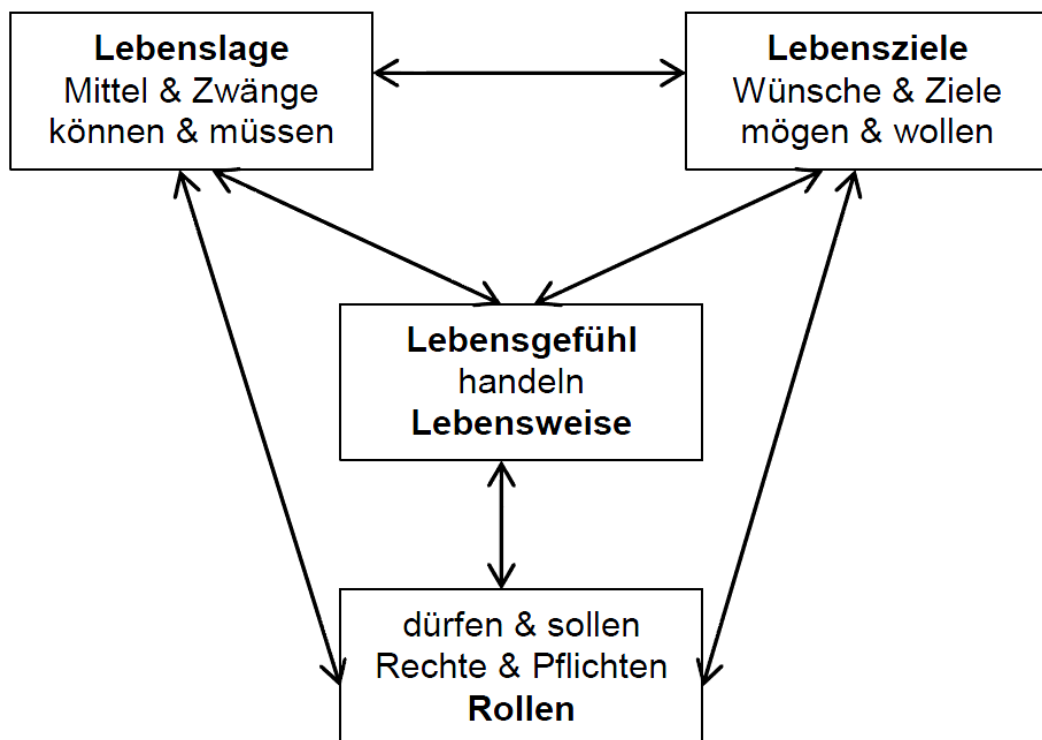 Lebenslage
Mittel & Zwänge
können & müssen
Lebensziele
Wünsche & Ziele
mögen & wollen
Lebensgefühl
handeln
Lebensweise
dürfen & sollen
Rechte & Pflichten
Rollen